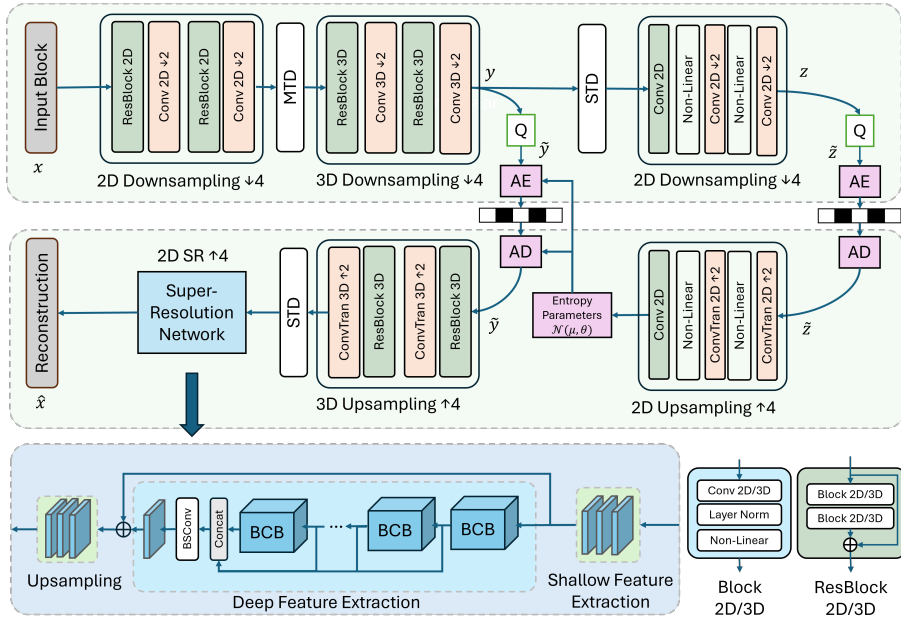 Input Block
x
ResBlock 2D
Conv 2D ↓2
ResBlock 2D
Conv 2D ↓2
2D Downsampling ↓4
MTD
ResBlock 3D
Conv 3D ↓2
ResBlock 3D
Conv 3D ↓2
3D Downsampling ↓4
y
Q
ỹ
AE
STD
Conv 2D
Non-Linear
Conv 2D ↓2
Non-Linear
Conv 2D ↓2
2D Downsampling ↓4
z
Q
z̃
AE
Reconstruction
x̂
2D SR ↑4
Super-
Resolution
Network
STD
ConvTran 3D ↑2
ResBlock 3D
ConvTran 3D ↑2
ResBlock 3D
3D Upsampling ↑4
AD
ỹ
Entropy
Parameters
𝒩(μ, θ)
Conv 2D
Non-Linear
ConvTran 2D ↑2
Non-Linear
ConvTran 2D ↑2
2D Upsampling ↑4
AD
z̃
Upsampling
BSConv
Concat
BCB
...
BCB
BCB
Deep Feature Extraction
Shallow Feature
Extraction
Conv 2D/3D
Layer Norm
Non-Linear
Block
2D/3D
Block 2D/3D
Block 2D/3D
ResBlock
2D/3D